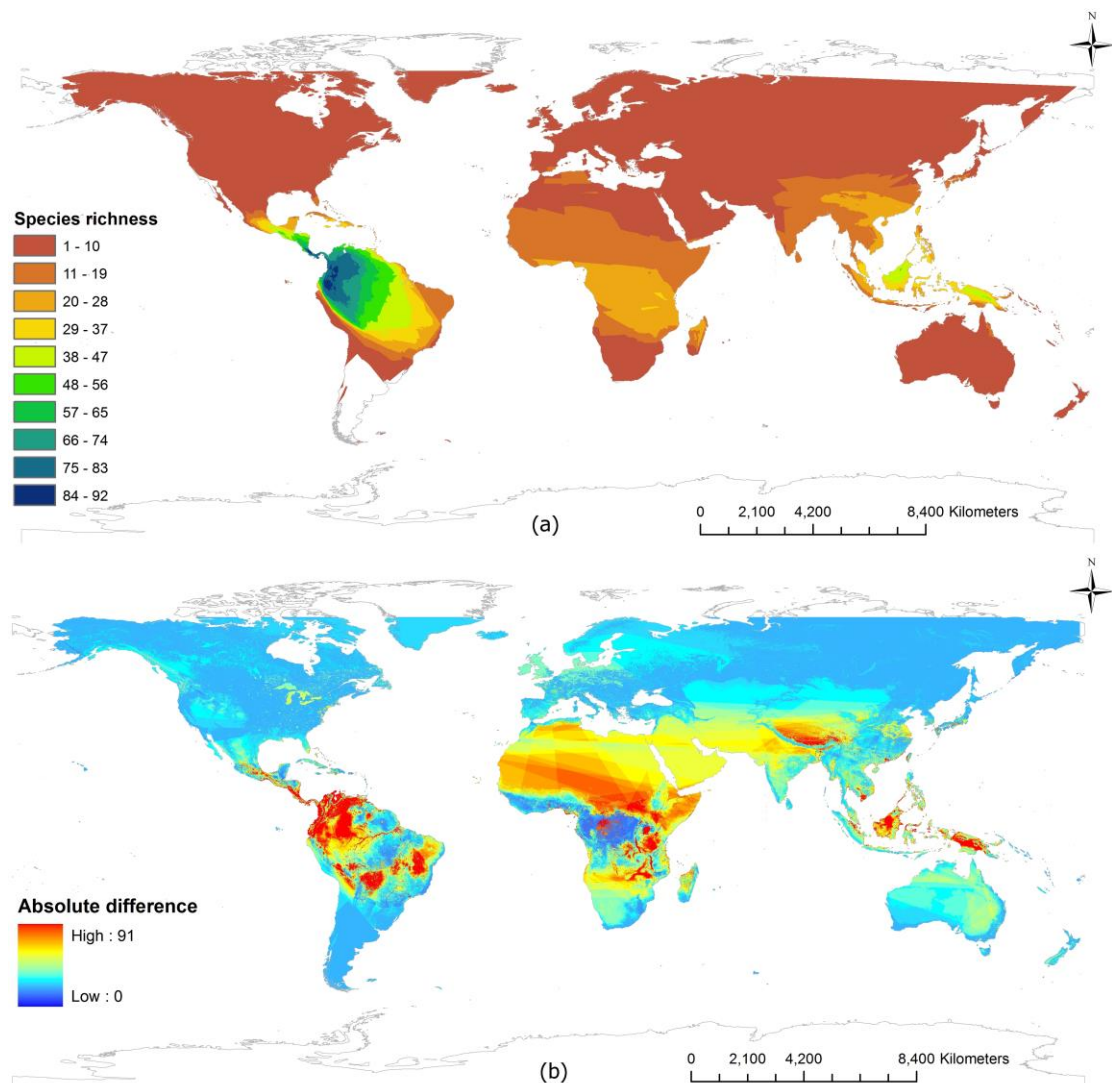 N
Species richness
1 - 10
11 - 19
20 - 28
29 - 37
38 - 47
48 - 56
57 - 65
66 - 74
75 - 83
84 - 92
0 2,100 4,200 8,400 Kilometers
(a)
N
Absolute difference
High : 91
Low : 0
0 2,100 4,200 8,400 Kilometers
(b)